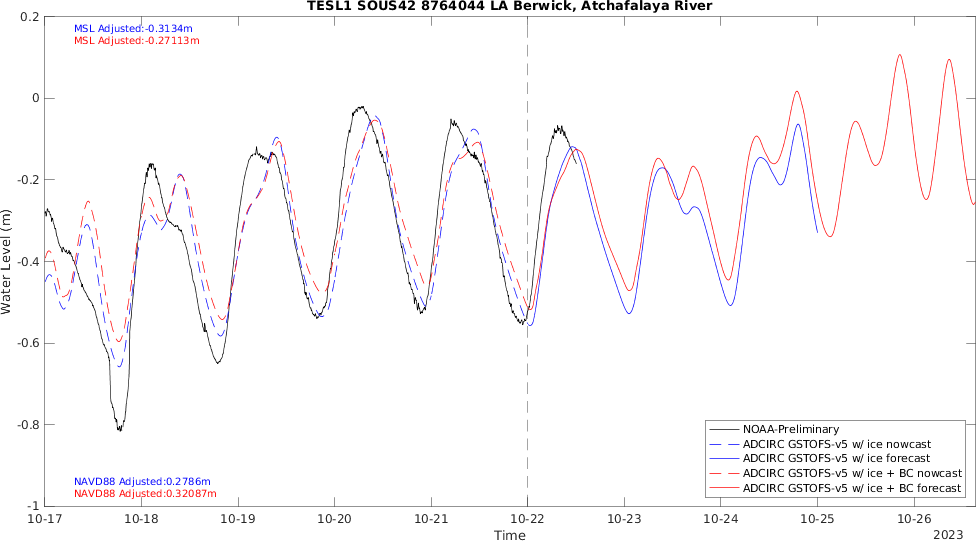 TESL1 SOUS42 8764044 LA Berwick, Atchafalaya River
MSL Adjusted:-0.3134m
MSL Adjusted:-0.27113m
0.2
0
-0.2
-0.4
-0.6
-0.8
-1
Water Level (m)
NAVD88 Adjusted:0.2786m
NAVD88 Adjusted:0.32087m
NOAA-Preliminary
ADCIRC GSTOFS-v5 w/ ice nowcast
ADCIRC GSTOFS-v5 w/ ice forecast
ADCIRC GSTOFS-v5 w/ ice + BC nowcast
ADCIRC GSTOFS-v5 w/ ice + BC forecast
10-17 10-18 10-19 10-20 10-21 10-22 10-23 10-24 10-25 10-26
Time
2023